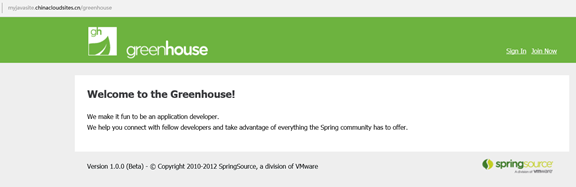 myjavasite.chinacloudsites.cn/greenhouse
gh
greenhouse
Sign In Join Now
Welcome to the Greenhouse!
We make it fun to be an application developer.
We help you connect with fellow developers and take advantage of everything the Spring community has to offer.
Version 1.0.0 (Beta) - © Copyright 2010-2012 SpringSource, a division of VMware
springsource
A division of VMware